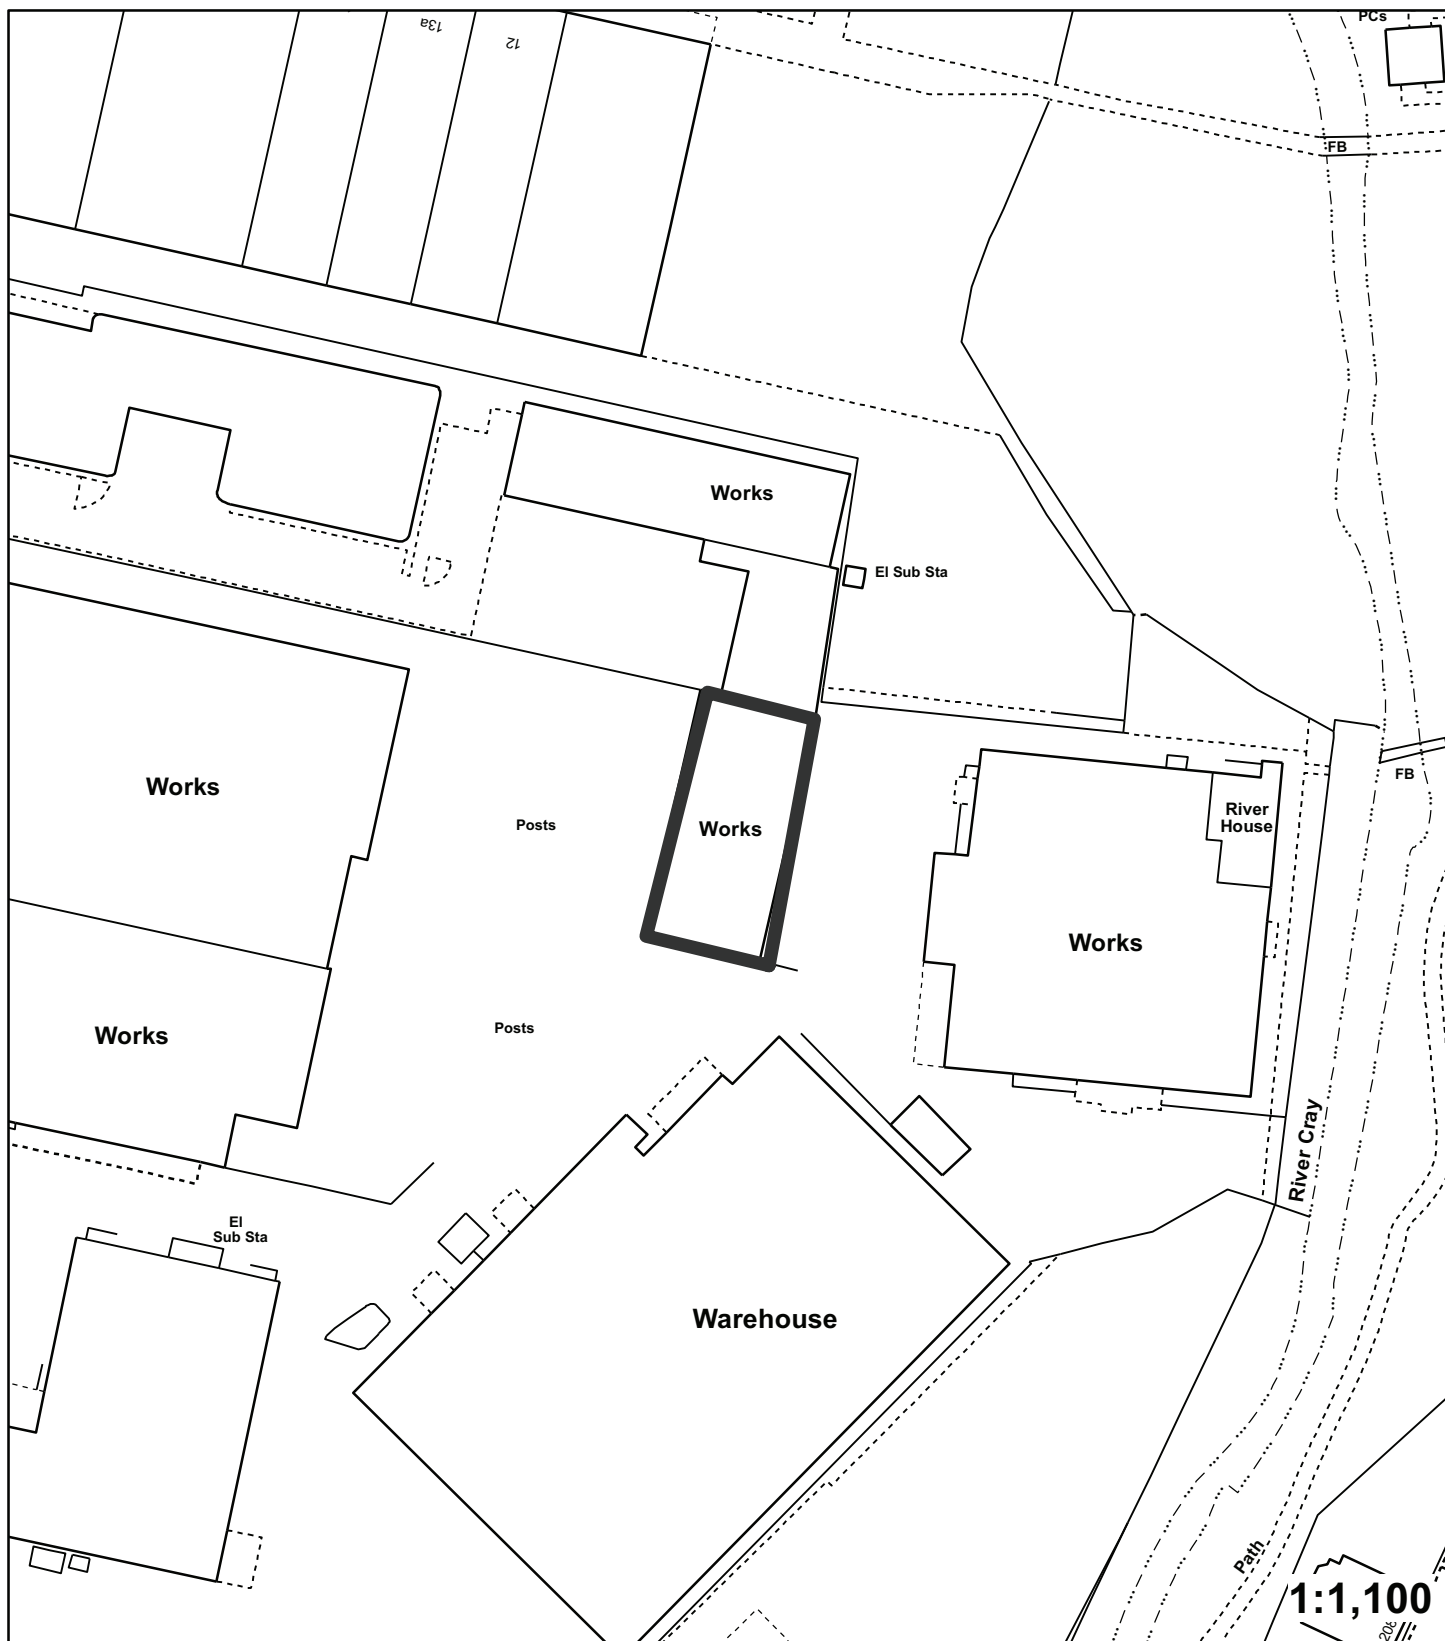 13a
12
PCs
FB
Works
El Sub Sta
Works
Posts
Works
River
House
FB
Works
Works
Posts
River Cray
El
Sub Sta
Warehouse
Path
1:1,100